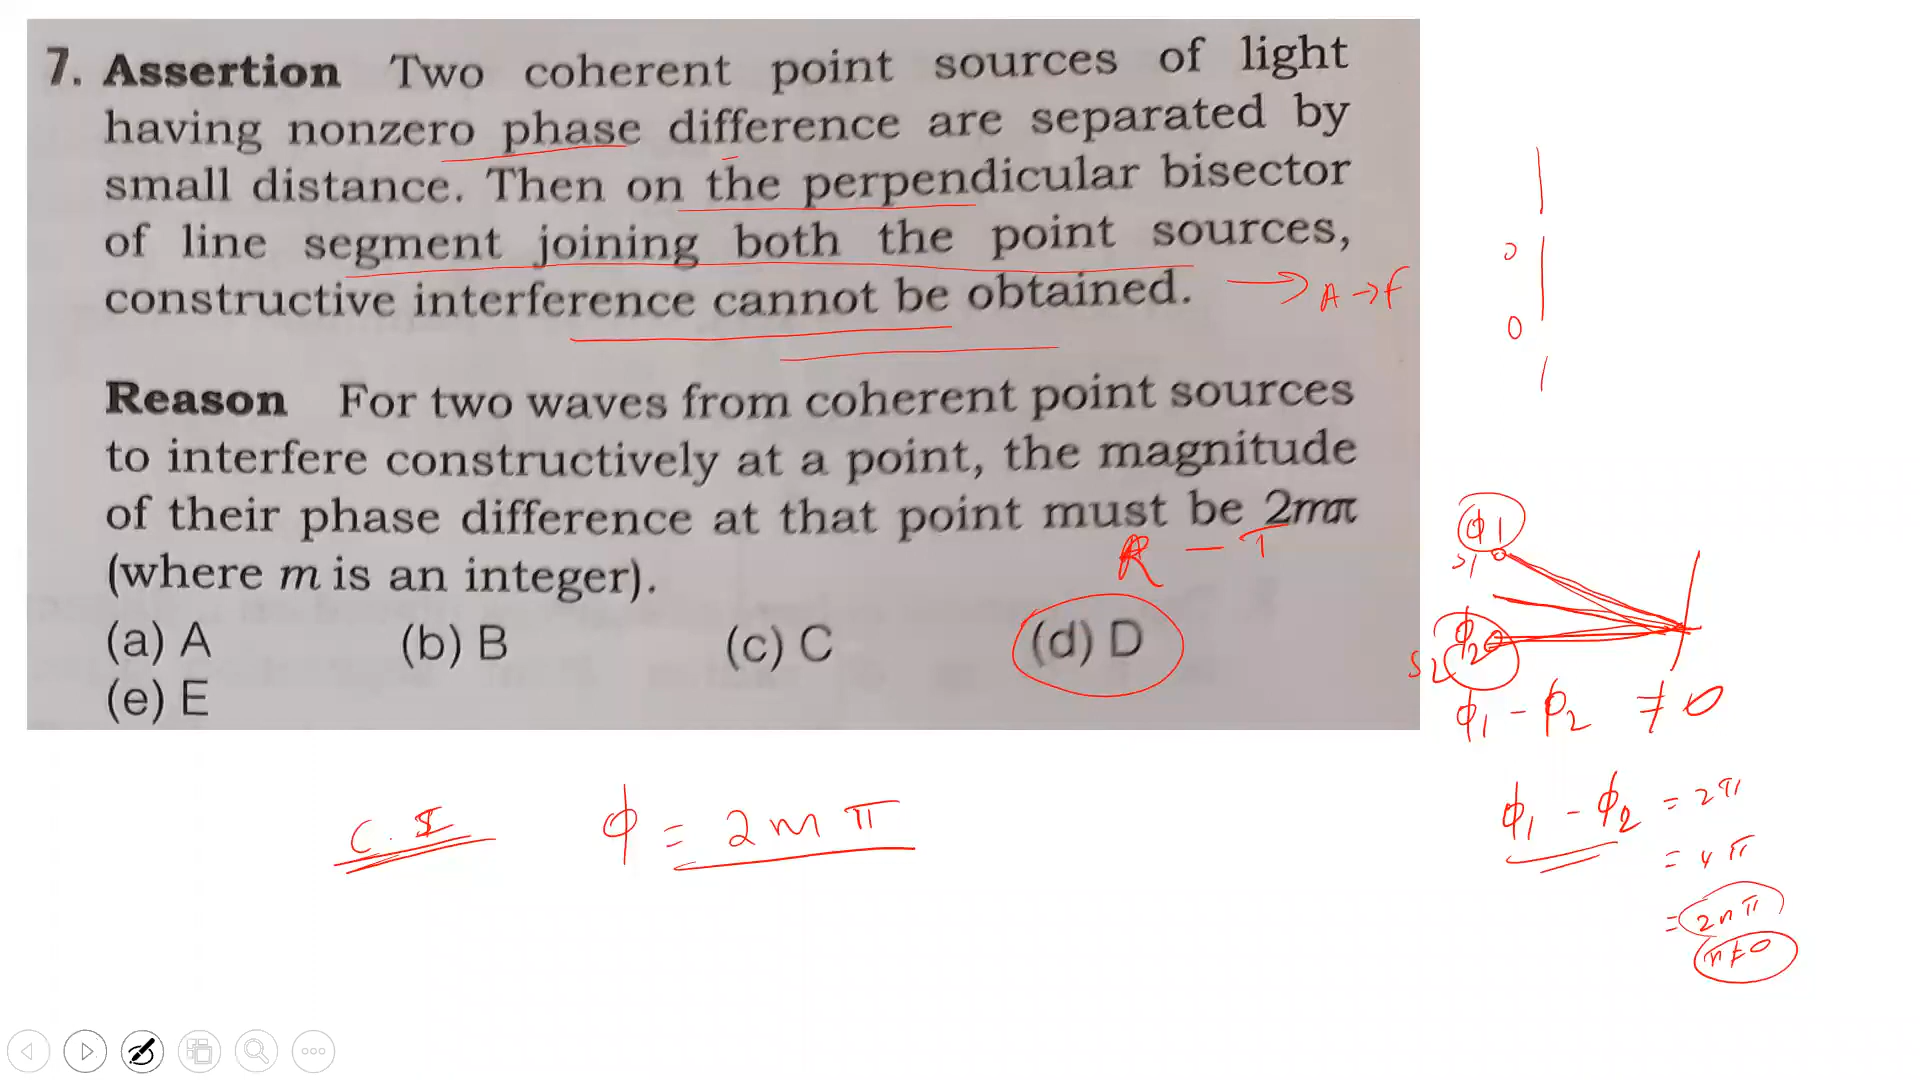 7. Assertion Two coherent point sources of light
having nonzero phase difference are separated by
small distance. Then on the perpendicular bisector
of line segment joining both the point sources,
constructive interference cannot be obtained. → A → F
Reason For two waves from coherent point sources
to interfere constructively at a point, the magnitude
of their phase difference at that point must be 2mπ
(where m is an integer).
R - T
(a) A (b) B (c) C (d) D
(e) E
ϕ1
S1
ϕ2
S2
ϕ1 - ϕ2 ≠ 0
C.I ϕ = 2mπ
ϕ1 - ϕ2 = 2π
= 4π
= 2nπ
n≠0